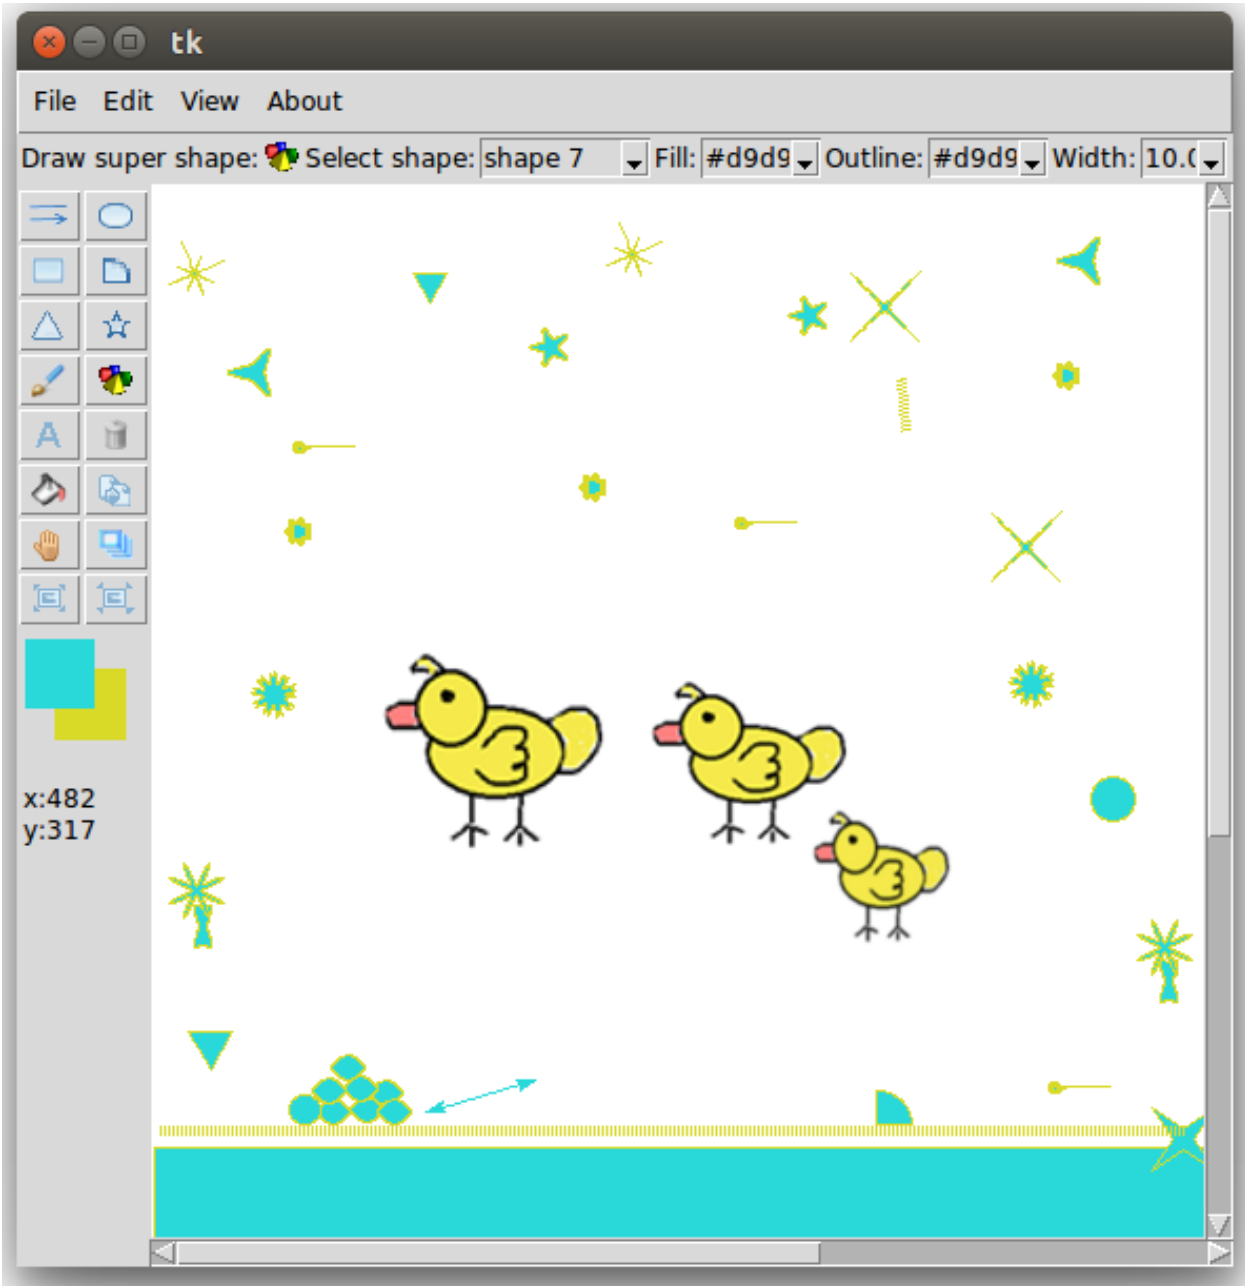 tk
File Edit View About
Draw super shape: Select shape: shape 7 Fill: #d9d9 Outline: #d9d9 Width: 10.0
x:482
y:317